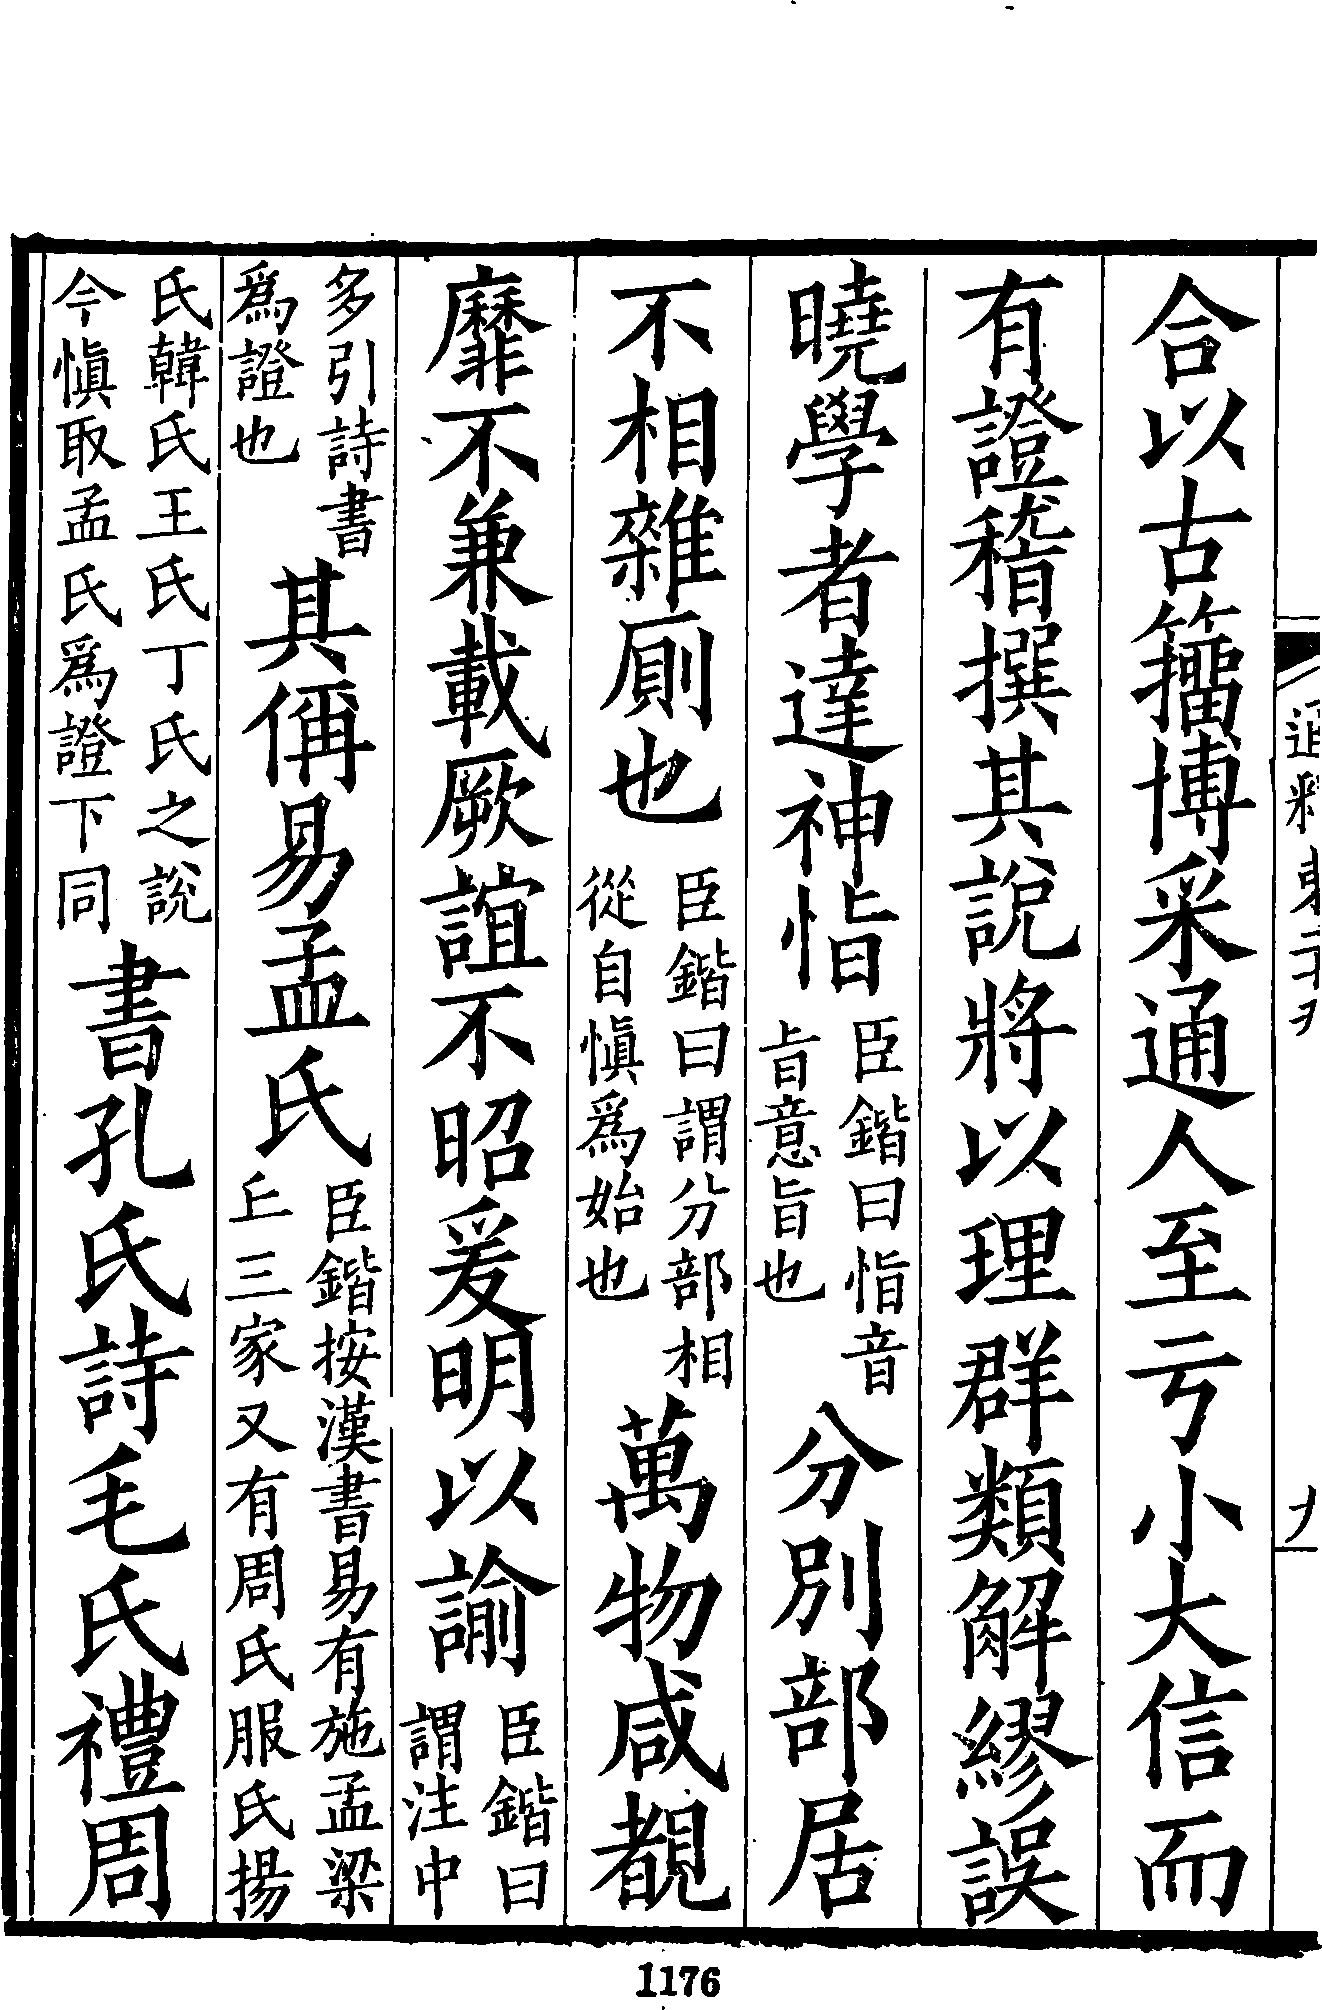 合以古籒博采通人至亏小大信而
有證稽撰其說將以理群類解繆誤
曉學者達神恉臣鍇曰恉音旨意旨也分別部居
不相雜廁也臣鍇曰謂分部相從自愼爲始也萬物咸覩
靡不兼載厥誼不昭爰明以諭臣鍇曰謂注中
多引詩書爲證也其偁易孟氏臣鍇按漢書易有施孟梁丘三家又有周氏服氏揚
氏韓氏王氏丁氏之說今愼取孟氏爲證下同書孔氏詩毛氏禮周
1176